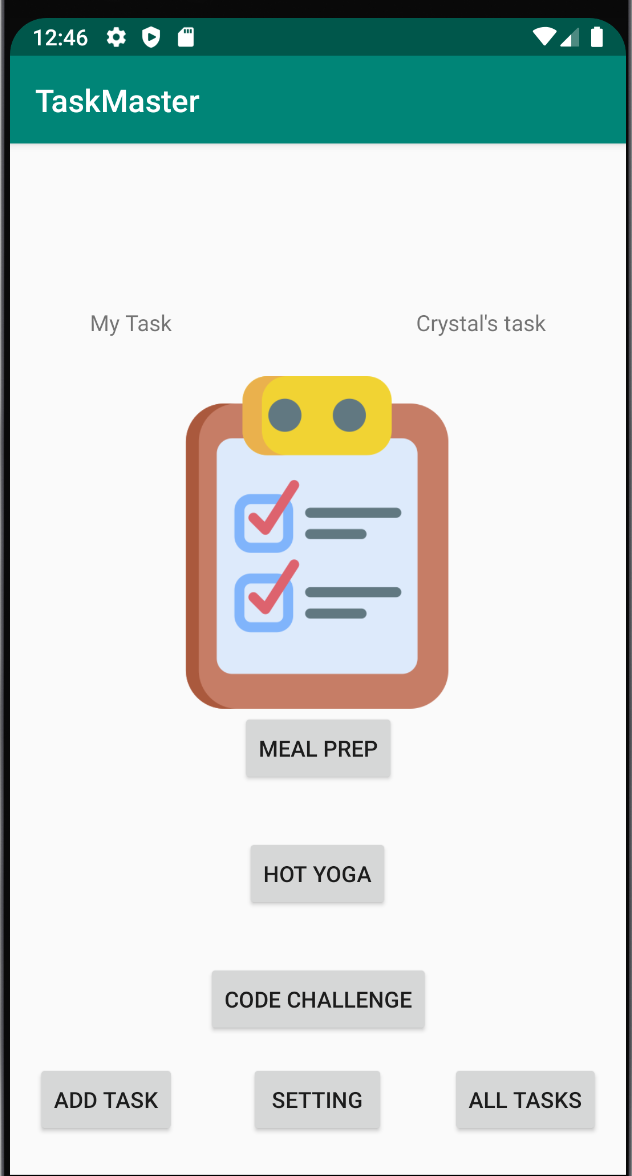 12:46
TaskMaster
My Task Crystal's task
MEAL PREP
HOT YOGA
CODE CHALLENGE
ADD TASK SETTING ALL TASKS